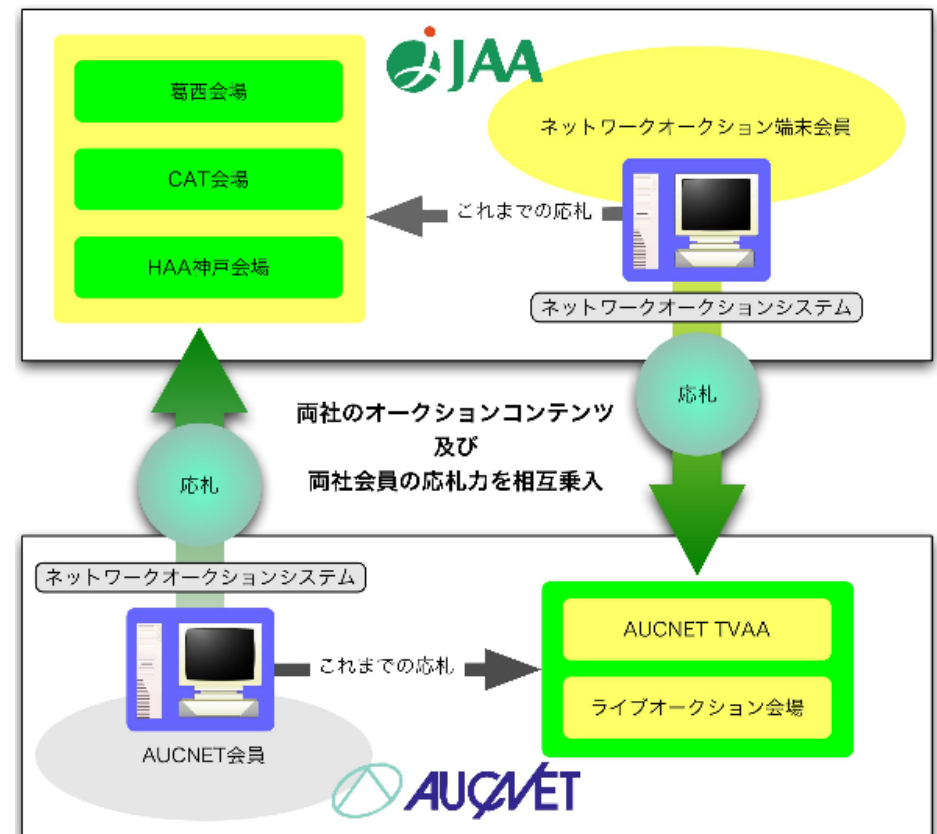 JAA
葛西会場
CAT会場
HAA神戸会場
ネットワークオークション端末会員
これまでの応札
ネットワークオークションシステム
応札
両社のオークションコンテンツ
及び
両社会員の応札力を相互乗入
応札
ネットワークオークションシステム
これまでの応札
AUCNET会員
AUCNET TVAA
ライブオークション会場
AUCNET